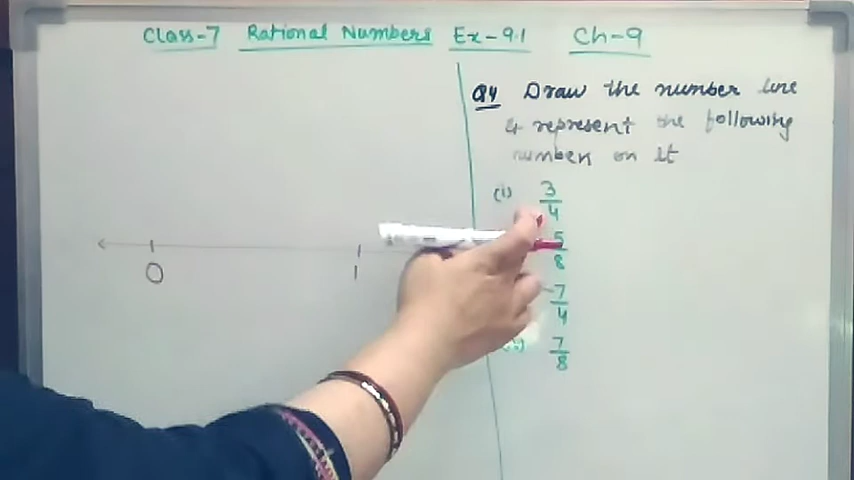 Class-7 Rational Numbers Ex-9.1 Ch-9
Q4 Draw the number line
& represent the following
number on it
(i) 3/4
5/8
-7/4
7/8
0 1